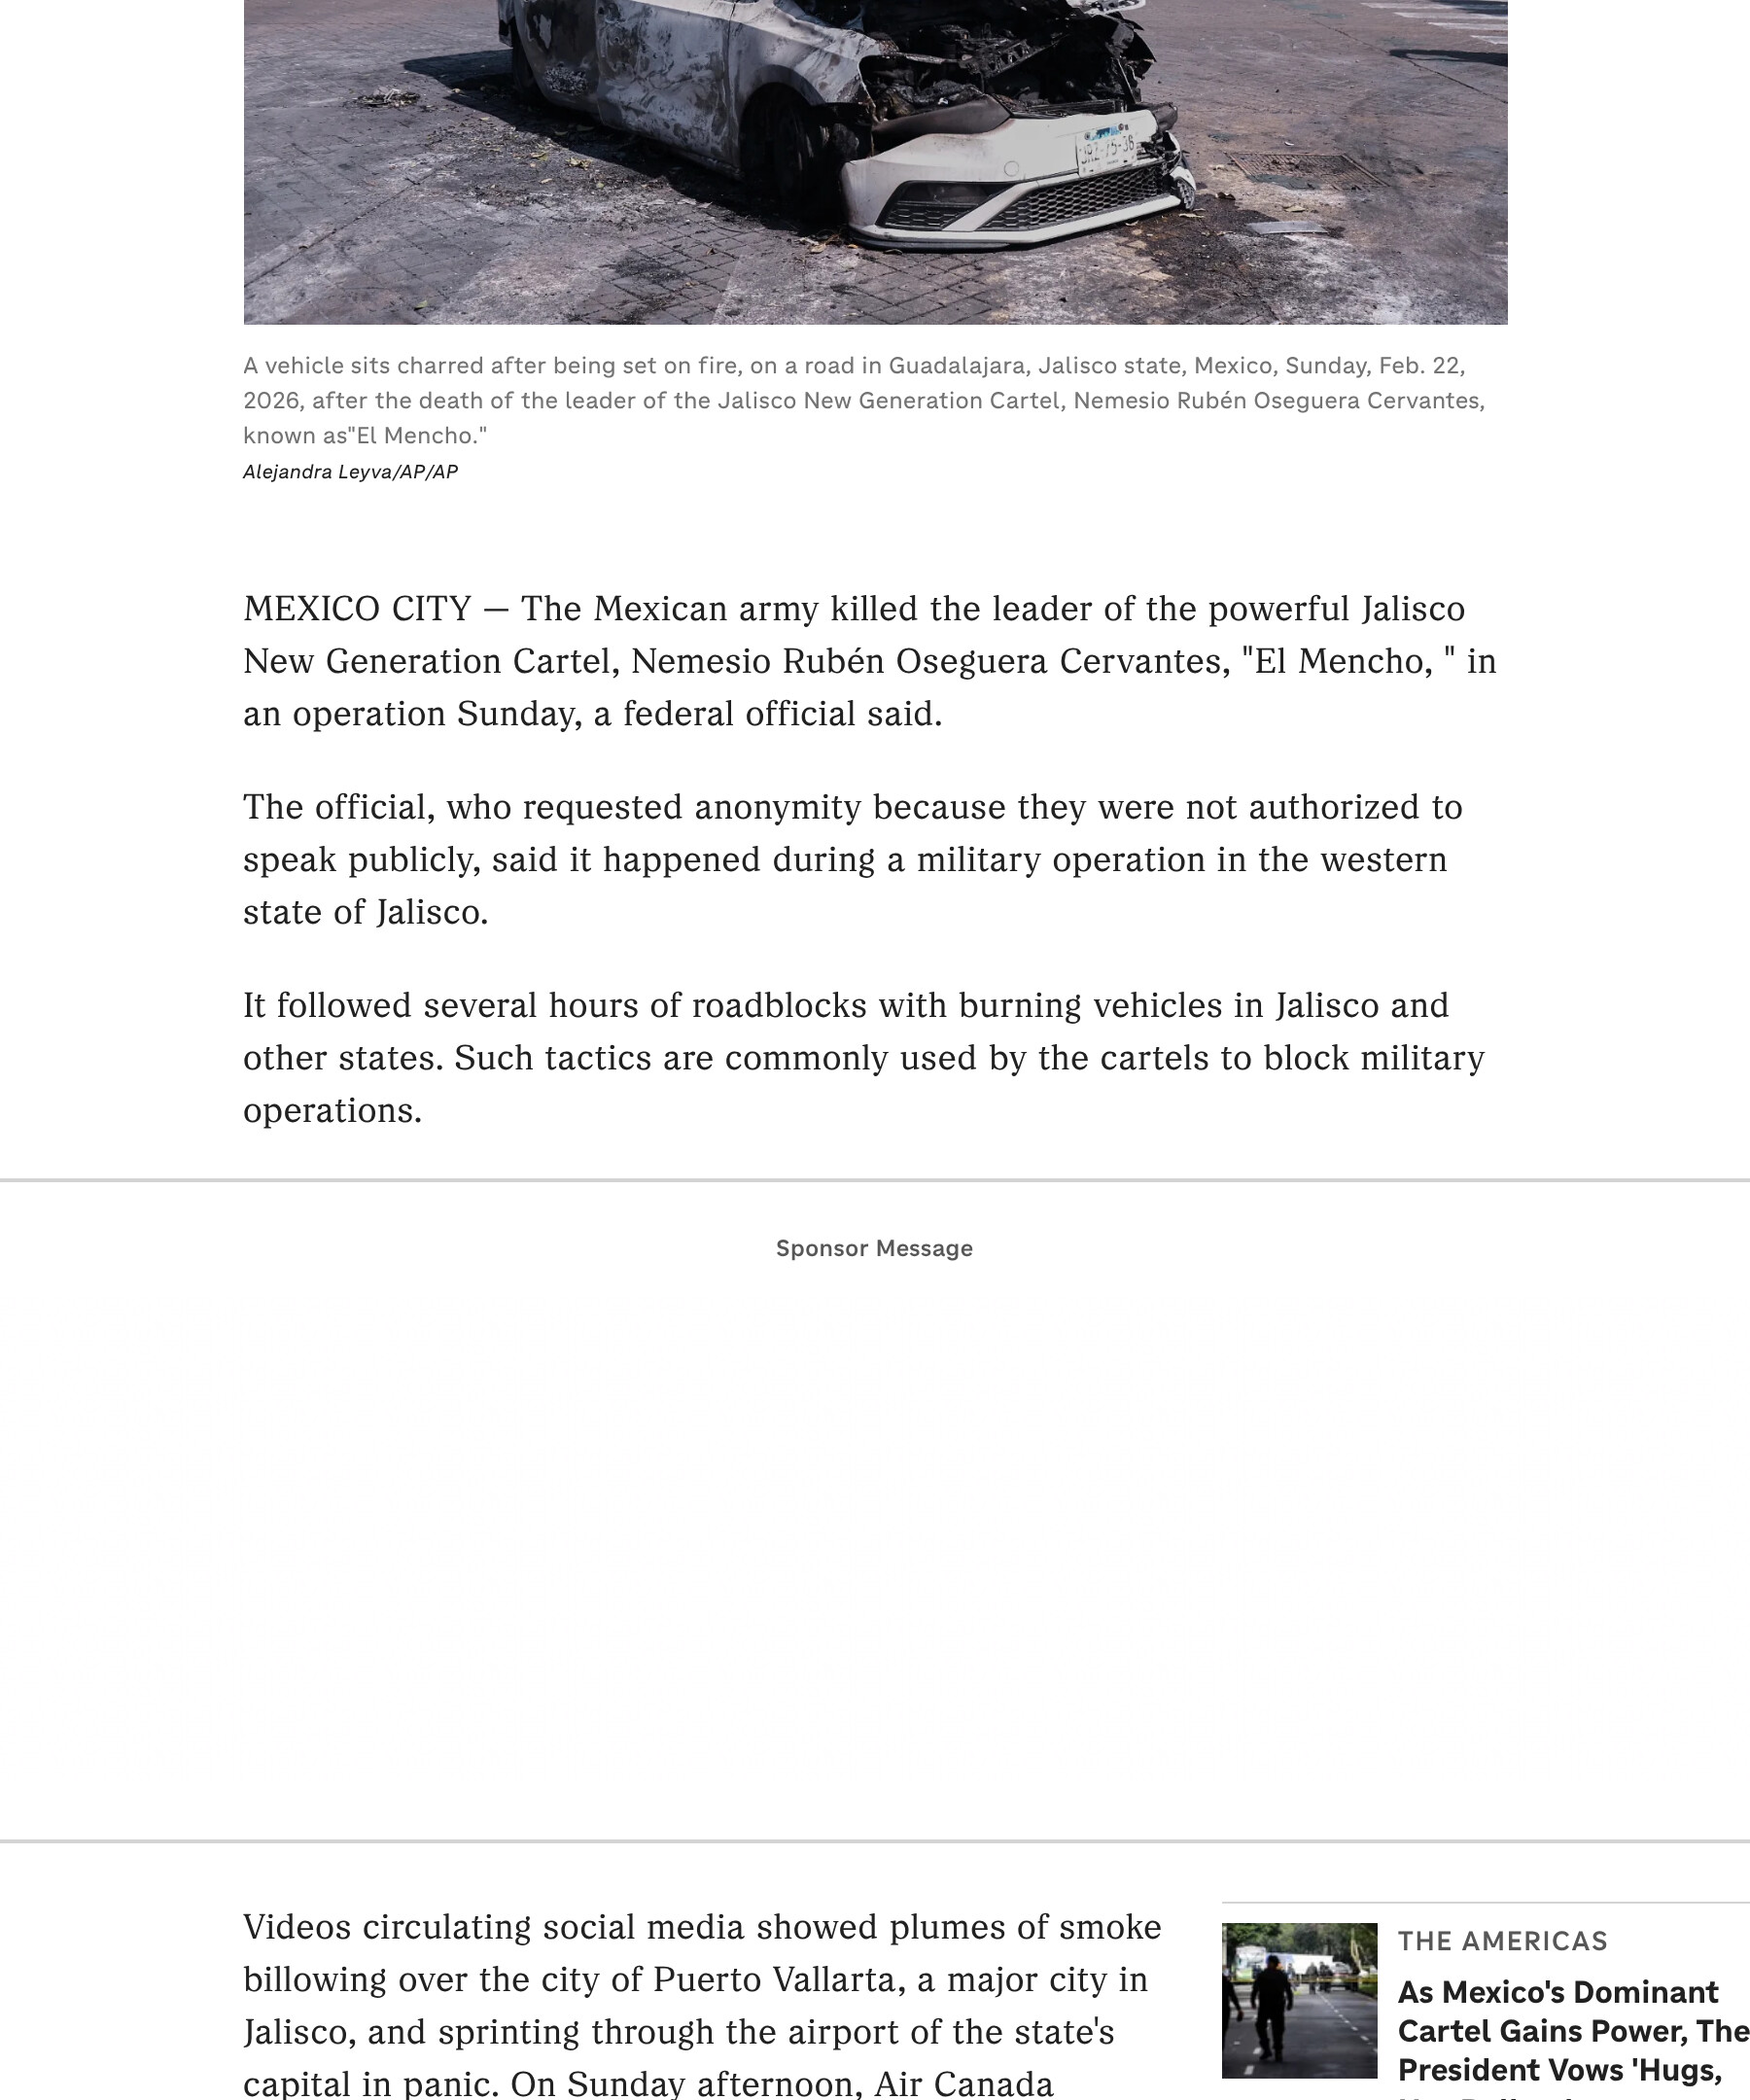 A vehicle sits charred after being set on fire, on a road in Guadalajara, Jalisco state, Mexico, Sunday, Feb. 22,
2026, after the death of the leader of the Jalisco New Generation Cartel, Nemesio Rubén Oseguera Cervantes,
known as"El Mencho."
Alejandra Leyva/AP/AP
MEXICO CITY — The Mexican army killed the leader of the powerful Jalisco
New Generation Cartel, Nemesio Rubén Oseguera Cervantes, "El Mencho, " in
an operation Sunday, a federal official said.
The official, who requested anonymity because they were not authorized to
speak publicly, said it happened during a military operation in the western
state of Jalisco.
It followed several hours of roadblocks with burning vehicles in Jalisco and
other states. Such tactics are commonly used by the cartels to block military
operations.
Sponsor Message
Videos circulating social media showed plumes of smoke
billowing over the city of Puerto Vallarta, a major city in
Jalisco, and sprinting through the airport of the state's
capital in panic. On Sunday afternoon, Air Canada
THE AMERICAS
As Mexico's Dominant
Cartel Gains Power, The
President Vows 'Hugs,